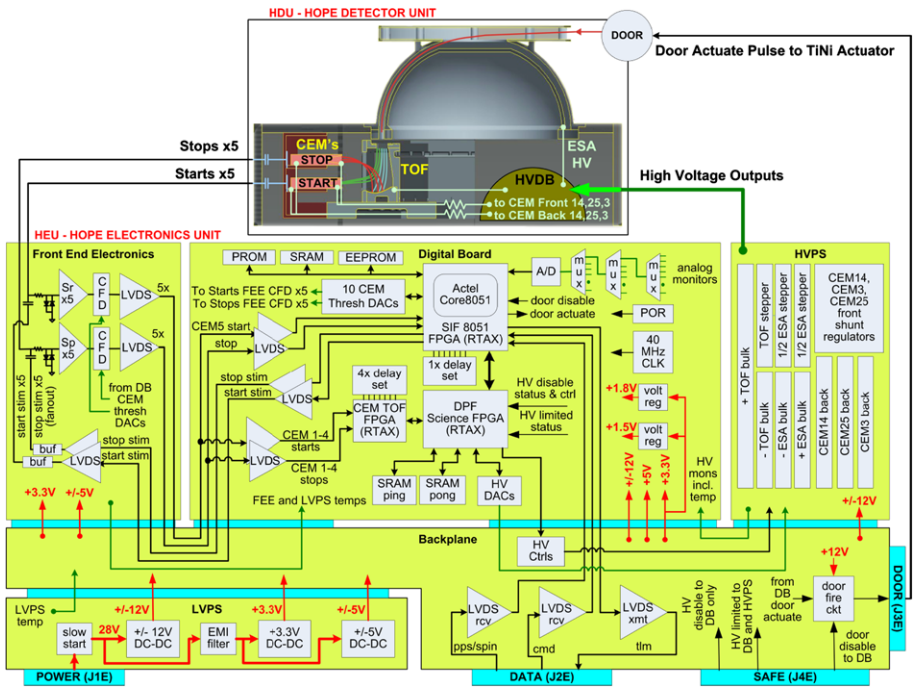 HDU - HOPE DETECTOR UNIT
DOOR
Door Actuate Pulse to TiNi Actuator
Stops x5
Starts x5
CEM's
STOP
START
TOF
ESA
HV
HVDB
to CEM Front 14,25,3
to CEM Back 14,25,3
High Voltage Outputs
HEU - HOPE ELECTRONICS UNIT
Front End Electronics
Sr
x5
CFD
LVDS
5x
Sp
x5
CFD
LVDS
5x
from DB
CEM
thresh
DACs
start stim x5
stop stim x5
(fanout)
buf
buf
LVDS
stop stim
start stim
+3.3V
+/-5V
Digital Board
PROM
SRAM
EEPROM
To Starts FEE CFD x5
To Stops FEE CFD x5
10 CEM
Thresh DACs
Actel
Core8051
SIF 8051
FPGA (RTAX)
A/D
mux
mux
mux
analog
monitors
door disable
door actuate
POR
40
MHz
CLK
CEM5 start
stop
LVDS
1x delay
set
stop stim
start stim
LVDS
4x delay
set
CEM TOF
FPGA
(RTAX)
DPF
Science FPGA
(RTAX)
HV disable
status & ctrl
HV limited
status
+1.8V
volt
reg
+1.5V
volt
reg
LVDS
CEM 1-4
starts
CEM 1-4
stops
SRAM
ping
SRAM
pong
HV
DACs
FEE and LVPS temps
+/-12V
+5V
+3.3V
HV
mons
incl.
temp
HVPS
+ TOF bulk
TOF stepper
1/2 ESA stepper
1/2 ESA stepper
CEM14,
CEM3,
CEM25
front
shunt
regulators
- TOF bulk
- ESA bulk
+ ESA bulk
CEM14 back
CEM25 back
CEM3 back
+/-12V
Backplane
HV
Ctrls
LVPS
temp
+/-12V
LVPS
+3.3V
+/-5V
slow
start
28V
+/- 12V
DC-DC
EMI
filter
+3.3V
DC-DC
+/-5V
DC-DC
POWER (J1E)
LVDS
rcv
LVDS
rcv
LVDS
xmt
pps/spin
cmd
tlm
DATA (J2E)
HV
disable to
DB only
HV limited to
DB and HVPS
from
DB
door
actuate
+12V
door
fire
ckt
door
disable
to DB
SAFE (J4E)
DOOR (J3E)